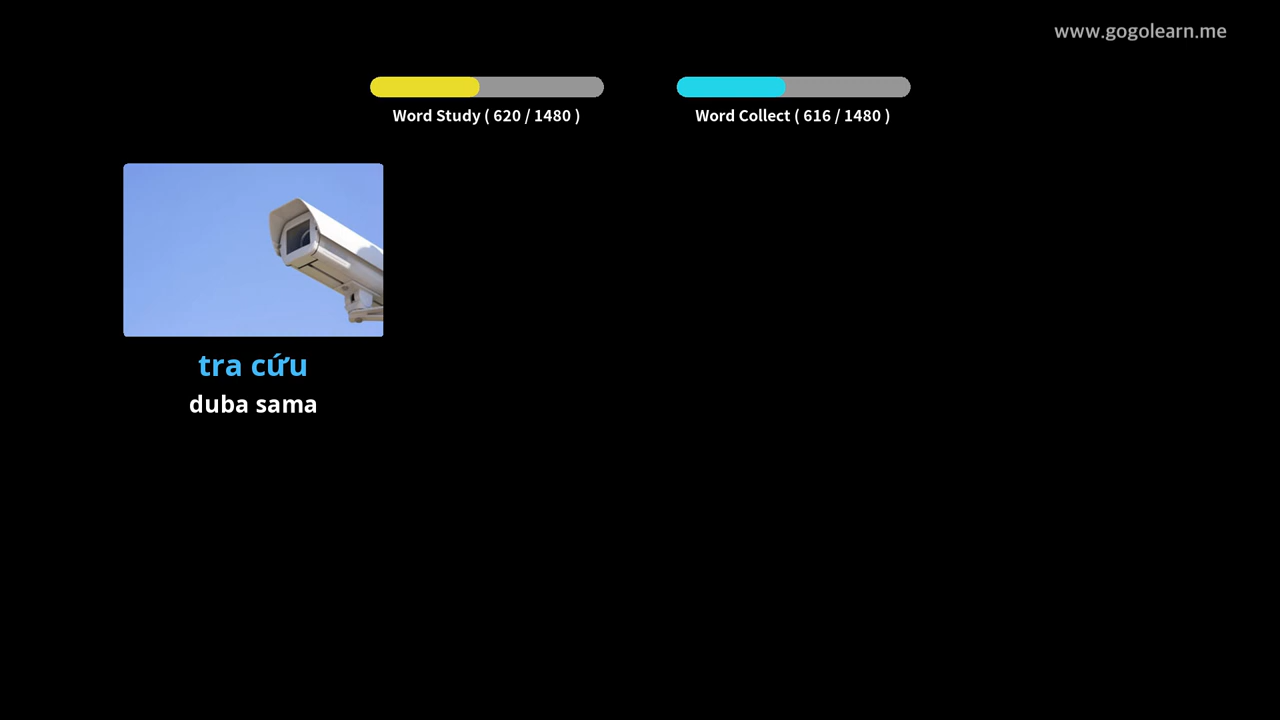 www.gogolearn.me
Word Study ( 620 / 1480 )
Word Collect ( 616 / 1480 )
tra cứu
duba sama